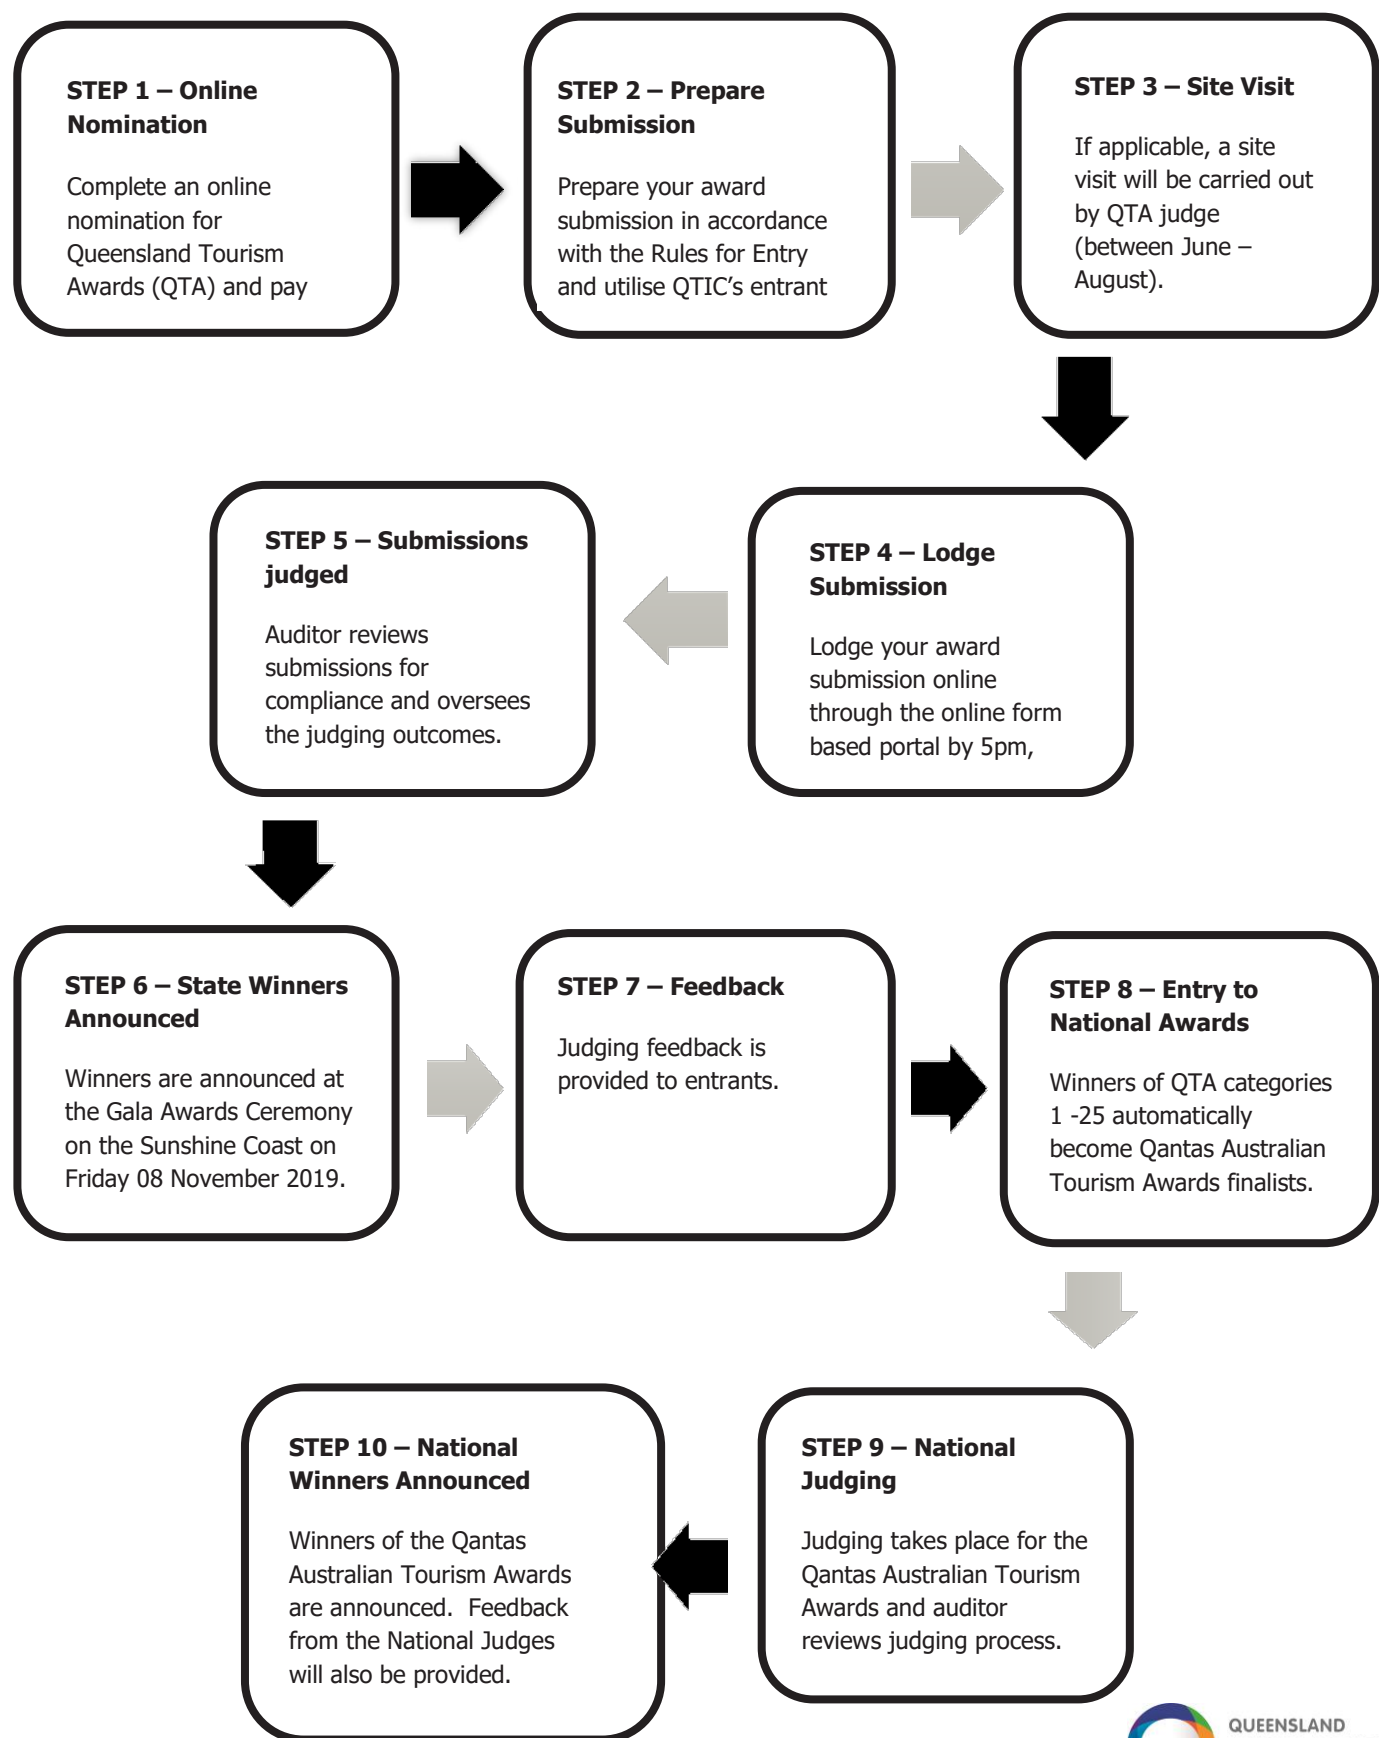 STEP 1 – Online
Nomination
Complete an online
nomination for
Queensland Tourism
Awards (QTA) and pay
STEP 2 – Prepare
Submission
Prepare your award
submission in accordance
with the Rules for Entry
and utilise QTIC’s entrant
STEP 3 – Site Visit
If applicable, a site
visit will be carried out
by QTA judge
(between June –
August).
STEP 4 – Lodge
Submission
Lodge your award
submission online
through the online form
based portal by 5pm,
STEP 5 – Submissions
judged
Auditor reviews
submissions for
compliance and oversees
the judging outcomes.
STEP 6 – State Winners
Announced
Winners are announced at
the Gala Awards Ceremony
on the Sunshine Coast on
Friday 08 November 2019.
STEP 7 – Feedback
Judging feedback is
provided to entrants.
STEP 8 – Entry to
National Awards
Winners of QTA categories
1 -25 automatically
become Qantas Australian
Tourism Awards finalists.
STEP 9 – National
Judging
Judging takes place for the
Qantas Australian Tourism
Awards and auditor
reviews judging process.
STEP 10 – National
Winners Announced
Winners of the Qantas
Australian Tourism Awards
are announced.  Feedback
from the National Judges
will also be provided.
QUEENSLAND